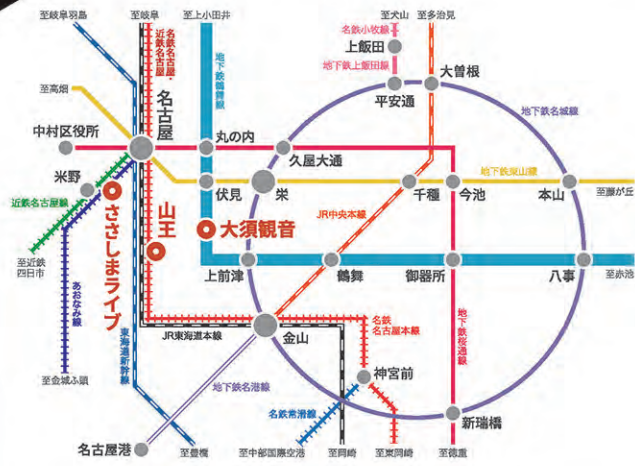 至岐阜羽島
至岐阜
名鉄名古屋・
近鉄名古屋
至上小田井
地下鉄鶴舞線
至犬山
至多治見
名鉄小牧線
上飯田
地下鉄上飯田線
大曽根
平安通
地下鉄名城線
至高畑
名古屋
中村区役所
丸の内
久屋大通
地下鉄東山線
米野
伏見
栄
千種
今池
本山
至藤が丘
近鉄名古屋線
ささしまライブ
山王
大須観音
JR中央本線
至近鉄
四日市
あおなみ線
上前津
鶴舞
御器所
八事
至赤池
東海道新幹線
JR東海道本線
金山
名鉄
名古屋本線
地下鉄桜通線
至金城ふ頭
地下鉄名港線
神宮前
名鉄常滑線
新瑞橋
名古屋港
至豊橋
至中部国際空港
至岡崎
至東岡崎
至徳重